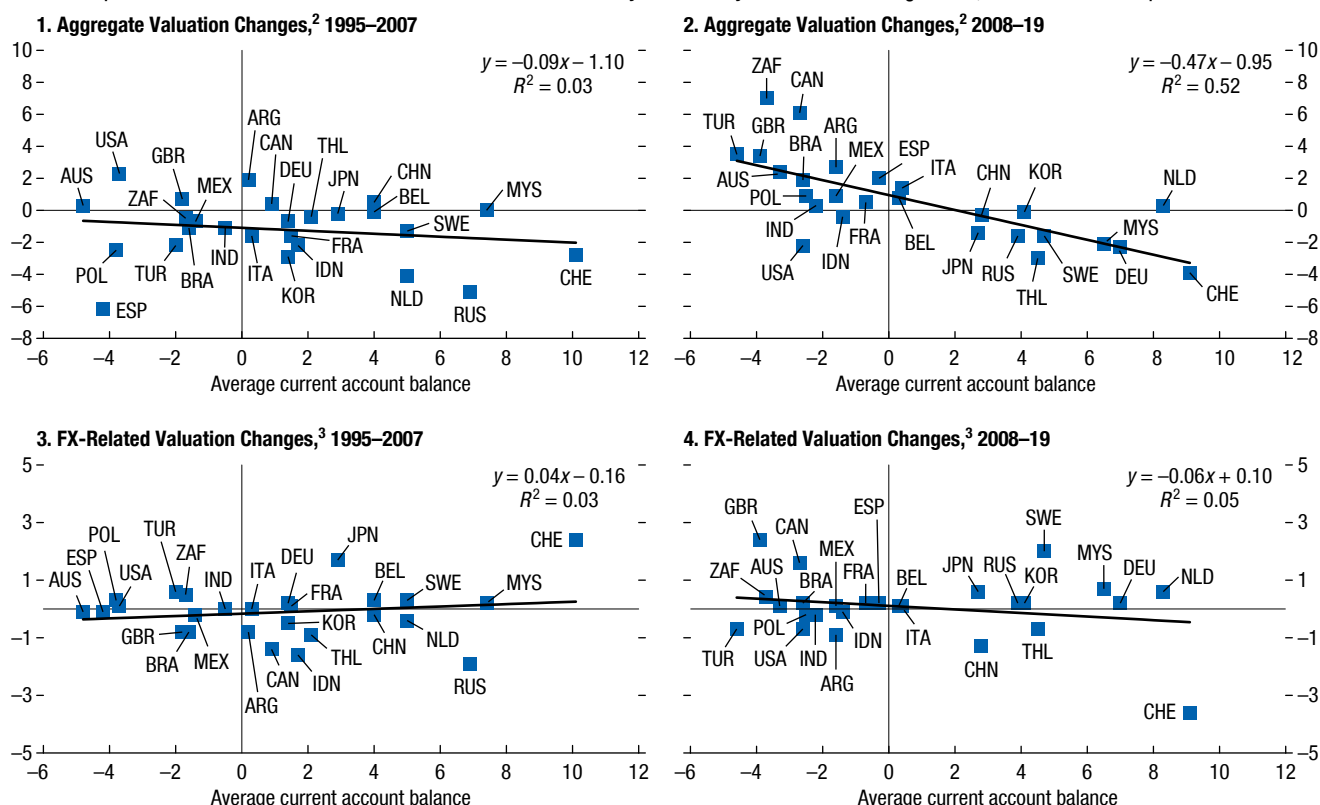 1. Aggregate Valuation Changes,2 1995–2007
y = –0.09x – 1.10
R2 = 0.03
10
8
6
4
2
0
–2
–4
–6
–8
AUS
USA
GBR
ZAF
MEX
ARG
CAN
DEU
THL
JPN
CHN
BEL
MYS
SWE
POL
TUR
BRA
IND
ITA
KOR
FRA
IDN
NLD
RUS
CHE
ESP
–6 –4 –2 0 2 4 6 8 10 12
Average current account balance
2. Aggregate Valuation Changes,2 2008–19
y = –0.47x – 0.95
R2 = 0.52
10
8
6
4
2
0
–2
–4
–6
–8
ZAF
CAN
TUR
GBR
BRA
ARG
MEX
ESP
ITA
AUS
POL
CHN
KOR
NLD
IND
USA
IDN
FRA
BEL
JPN
RUS
THL
SWE
MYS
DEU
CHE
–6 –4 –2 0 2 4 6 8 10 12
Average current account balance
3. FX-Related Valuation Changes,3 1995–2007
y = 0.04x – 0.16
R2 = 0.03
5
3
1
–1
–3
–5
AUS
ESP
POL
USA
TUR
ZAF
IND
ITA
DEU
FRA
JPN
BEL
SWE
MYS
CHE
GBR
BRA
MEX
ARG
CAN
IDN
THL
KOR
CHN
NLD
RUS
–6 –4 –2 0 2 4 6 8 10 12
Average current account balance
4. FX-Related Valuation Changes,3 2008–19
y = –0.06x + 0.10
R2 = 0.05
5
3
1
–1
–3
–5
GBR
CAN
ESP
ZAF
AUS
BRA
MEX
FRA
BEL
JPN
RUS
KOR
SWE
MYS
DEU
NLD
TUR
POL
USA
IND
ARG
IDN
ITA
CHN
THL
CHE
–6 –4 –2 0 2 4 6 8 10 12
Average current account balance